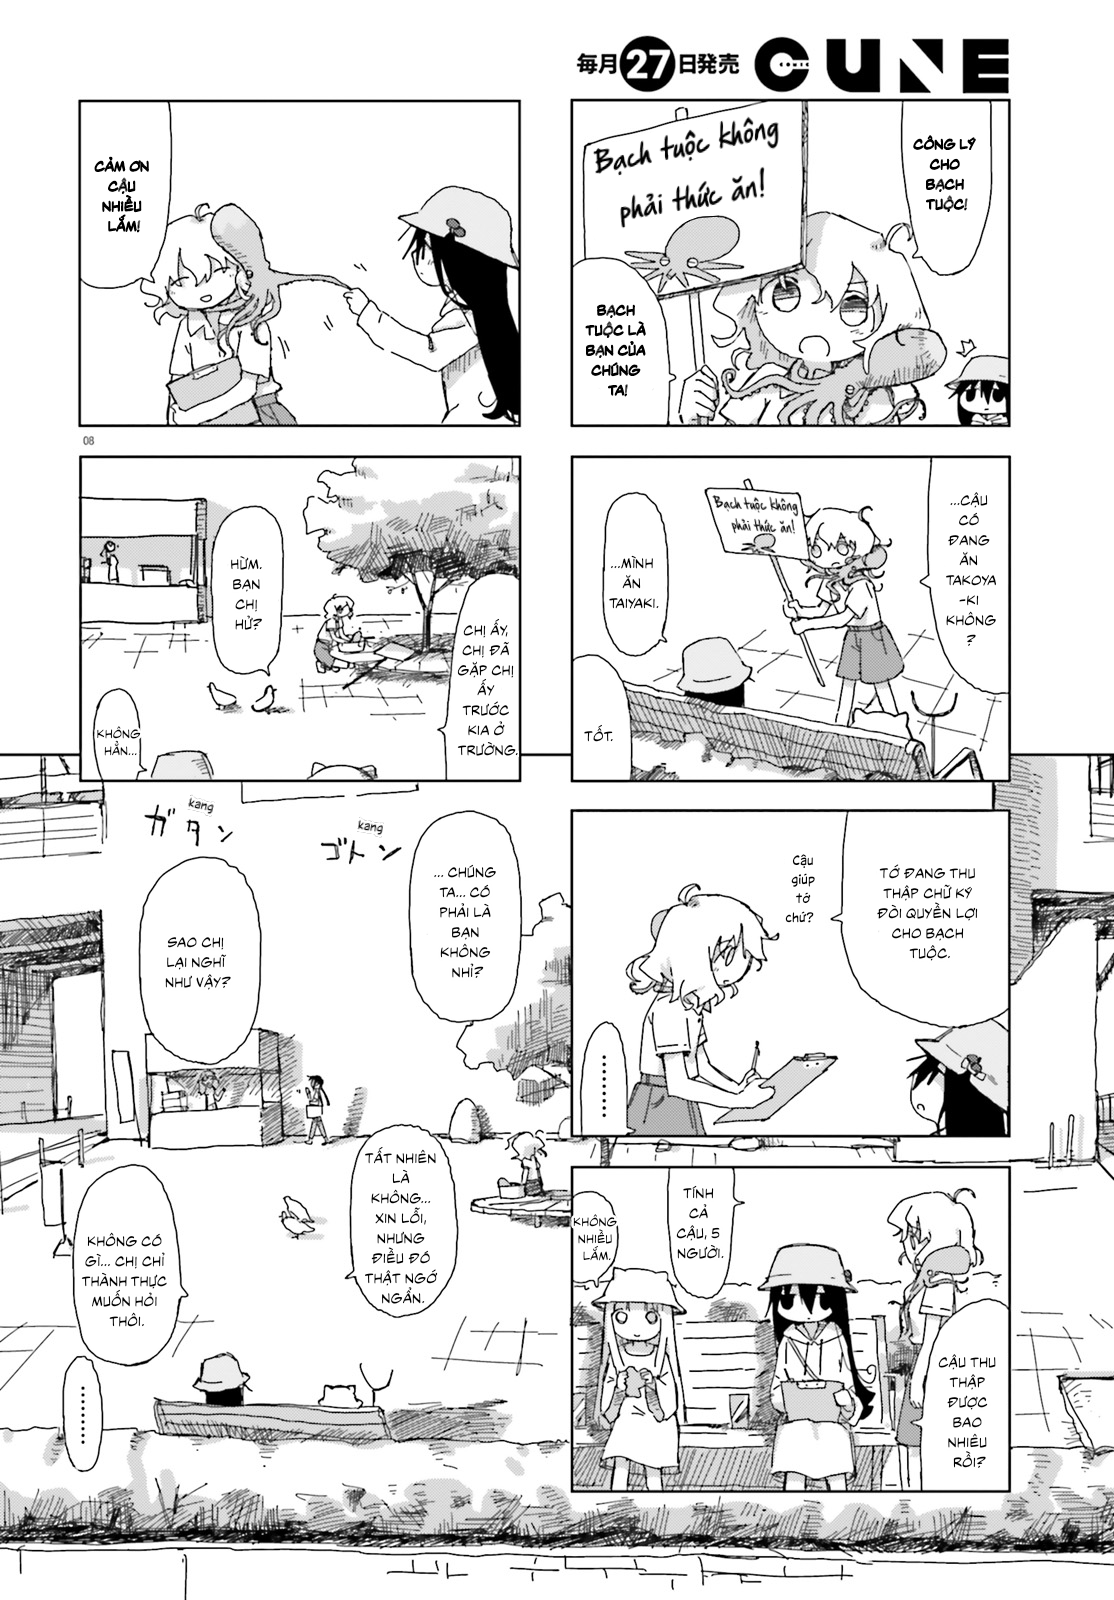 毎月27日発売 COMIC CUNE
CÔNG LÝ
CHO
BẠCH
TUỘC!
Bạch tuộc không
phải thức ăn!
BẠCH
TUỘC LÀ
BẠN CỦA
CHÚNG
TA!
...CẬU
CÓ
ĐANG
ĂN
TAKOYA
-KI
KHÔNG
?
Bạch tuộc không
phải thức ăn!
...MÌNH
ĂN
TAIYAKI.
TỐT.
TỚ ĐANG THU
THẬP CHỮ KÝ
ĐÒI QUYỀN LỢI
CHO BẠCH
TUỘC.
Cậu
giúp
tớ
chứ?
.........
CẬU THU
THẬP
ĐƯỢC
BAO
NHIÊU
RỒI?
TÍNH
CẢ
CẬU, 5
NGƯỜI.
KHÔNG
NHIỀU
LẮM.
CẢM ƠN
CẬU
NHIỀU
LẮM!
08
CHỊ ẤY,
CHỊ ĐÃ
GẶP CHỊ
ẤY
TRƯỚC
KIA Ở
TRƯỜNG.
HỪM.
BẠN
CHỊ
HỬ?
KHÔNG
HẲN...
kang
ガタン
kang
ゴトン
... CHÚNG
TA... CÓ
PHẢI LÀ
BẠN
KHÔNG
NHỈ?
SAO CHỊ
LẠI NGHĨ
NHƯ VẬY?
TẤT NHIÊN
LÀ
KHÔNG...
XIN LỖI,
NHƯNG
ĐIỀU ĐÓ
THẬT NGỚ
NGẨN.
KHÔNG CÓ
GÌ... CHỊ CHỈ
THÀNH THỰC
MUỐN HỎI
THÔI.
.........